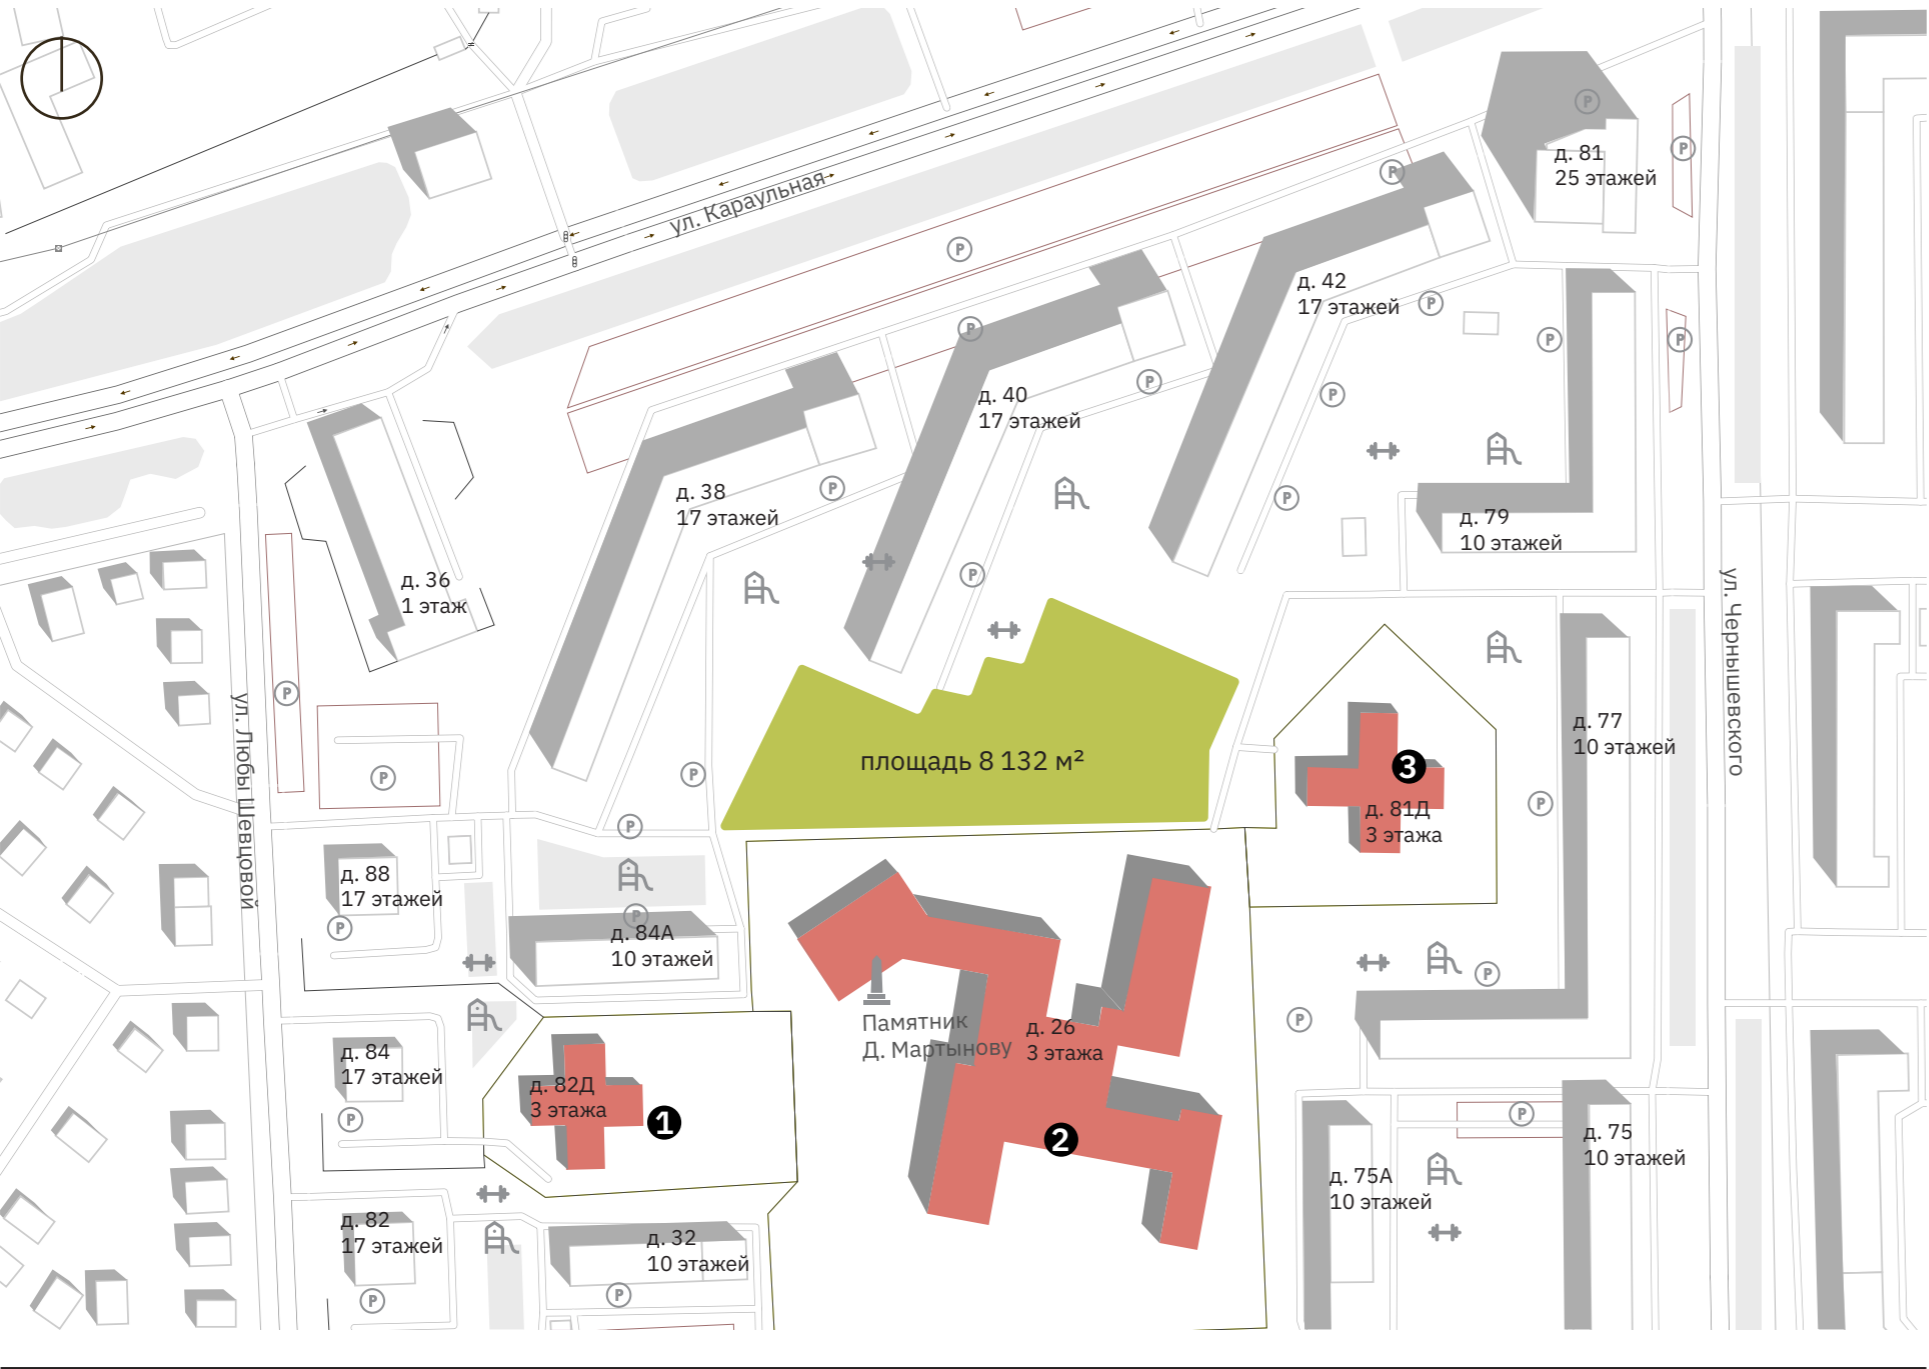 P
P
д. 81
25 этажей
P
ул. Караульная
P
д. 42
17 этажей
P
P
P
P
д. 40
17 этажей
P
P
д. 38
17 этажей
P
P
д. 79
10 этажей
P
д. 36
1 этаж
ул. Чернышевского
ул. Любы Шевцовой
P
P
P
площадь 8 132 м²
д. 77
10 этажей
3
д. 81Д
3 этажа
P
P
д. 88
17 этажей
P
P
д. 84А
10 этажей
P
P
Памятник
Д. Мартынову
д. 26
3 этажа
д. 84
17 этажей
P
д. 82Д
3 этажа
1
2
P
д. 75
10 этажей
д. 75А
10 этажей
д. 82
17 этажей
P
д. 32
10 этажей
P